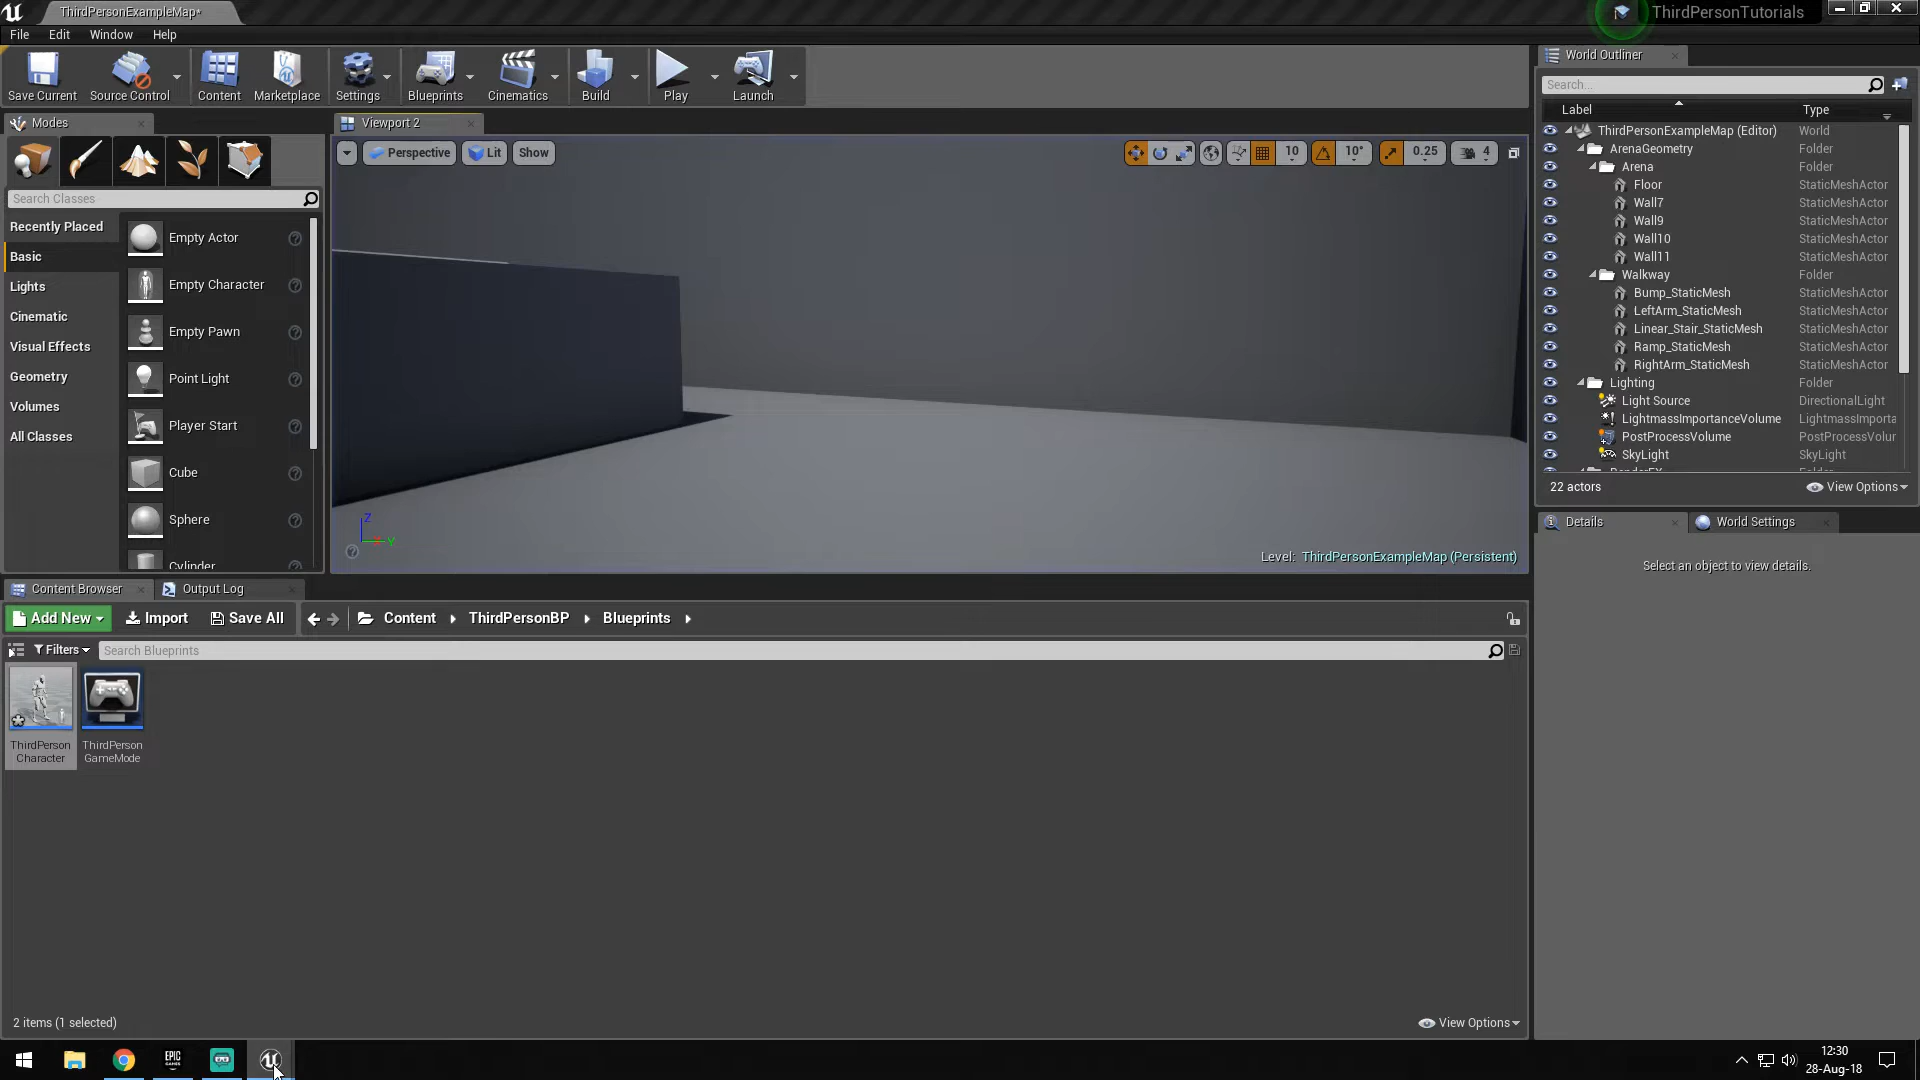 ThirdPersonExampleMap*
ThirdPersonTutorials
File Edit Window Help
Save Current Source Control Content Marketplace Settings Blueprints Cinematics Build Play Launch
World Outliner
Search...
Label Type
ThirdPersonExampleMap (Editor) World
ArenaGeometry Folder
Arena Folder
Floor StaticMeshActor
Wall7 StaticMeshActor
Wall9 StaticMeshActor
Wall10 StaticMeshActor
Wall11 StaticMeshActor
Walkway Folder
Bump_StaticMesh StaticMeshActor
LeftArm_StaticMesh StaticMeshActor
Linear_Stair_StaticMesh StaticMeshActor
Ramp_StaticMesh StaticMeshActor
RightArm_StaticMesh StaticMeshActor
Lighting Folder
Light Source DirectionalLight
LightmassImportanceVolume LightmassImporta
PostProcessVolume PostProcessVolur
SkyLight SkyLight
22 actors View Options
Modes
Search Classes
Recently Placed
Basic
Lights
Cinematic
Visual Effects
Geometry
Volumes
All Classes
Empty Actor
Empty Character
Empty Pawn
Point Light
Player Start
Cube
Sphere
Cylinder
Viewport 2
Perspective Lit Show 10 10° 0.25 4
Z
Y
Level: ThirdPersonExampleMap (Persistent)
Details World Settings
Select an object to view details.
Content Browser Output Log
Add New Import Save All Content ThirdPersonBP Blueprints
Filters Search Blueprints
ThirdPerson
Character
ThirdPerson
GameMode
2 items (1 selected) View Options
EPIC
GAMES
12:30
28-Aug-18